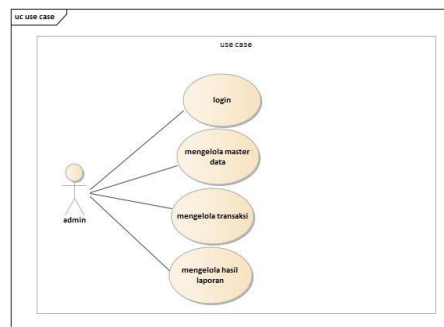 uc use case
use case
login
mengelola master
data
admin
mengelola transaksi
mengelola hasil
laporan